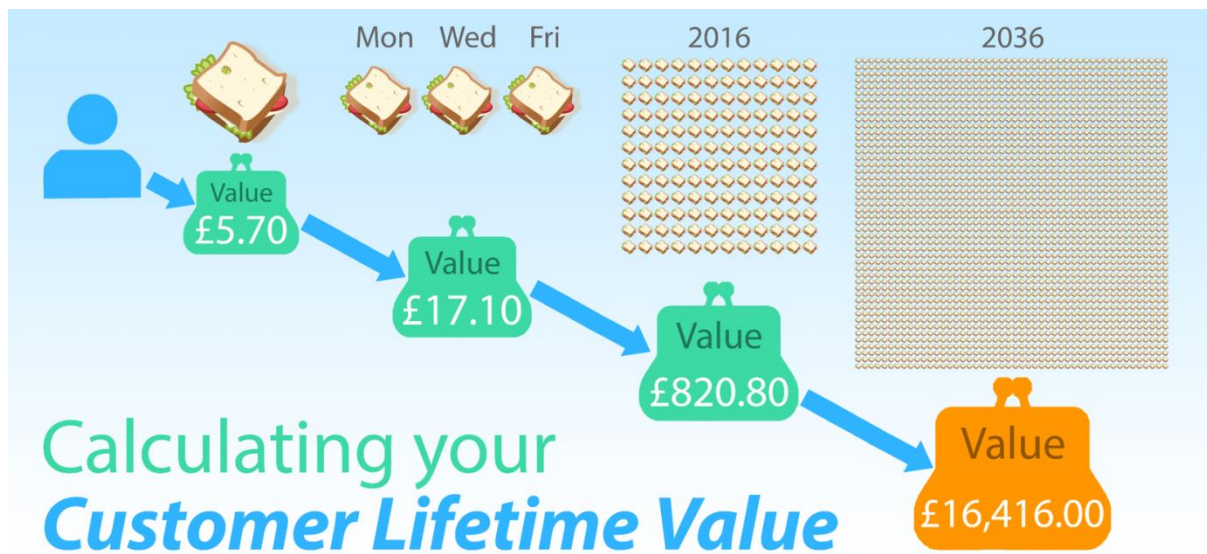 Mon Wed Fri
2016
2036
Value
£5.70
Value
£17.10
Value
£820.80
Value
£16,416.00
Calculating your
Customer Lifetime Value